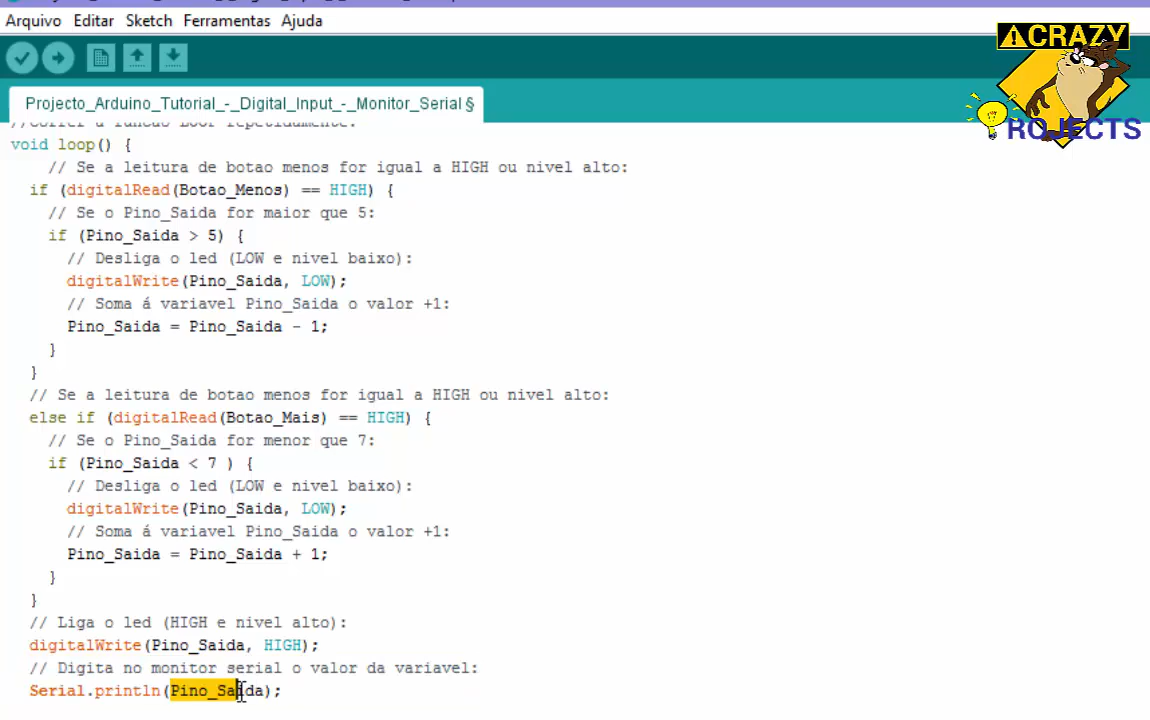 Arquivo Editar Sketch Ferramentas Ajuda
CRAZY
ROJECTS
Projecto_Arduino_Tutorial_-_Digital_Input_-_Monitor_Serial §
void loop() {
// Se a leitura de botao menos for igual a HIGH ou nivel alto:
if (digitalRead(Botao_Menos) == HIGH) {
// Se o Pino_Saida for maior que 5:
if (Pino_Saida > 5) {
// Desliga o led (LOW e nivel baixo):
digitalWrite(Pino_Saida, LOW);
// Soma á variavel Pino_Saida o valor +1:
Pino_Saida = Pino_Saida - 1;
}
}
// Se a leitura de botao menos for igual a HIGH ou nivel alto:
else if (digitalRead(Botao_Mais) == HIGH) {
// Se o Pino_Saida for menor que 7:
if (Pino_Saida < 7 ) {
// Desliga o led (LOW e nivel baixo):
digitalWrite(Pino_Saida, LOW);
// Soma á variavel Pino_Saida o valor +1:
Pino_Saida = Pino_Saida + 1;
}
}
// Liga o led (HIGH e nivel alto):
digitalWrite(Pino_Saida, HIGH);
// Digita no monitor serial o valor da variavel:
Serial.println(Pino_Saida);